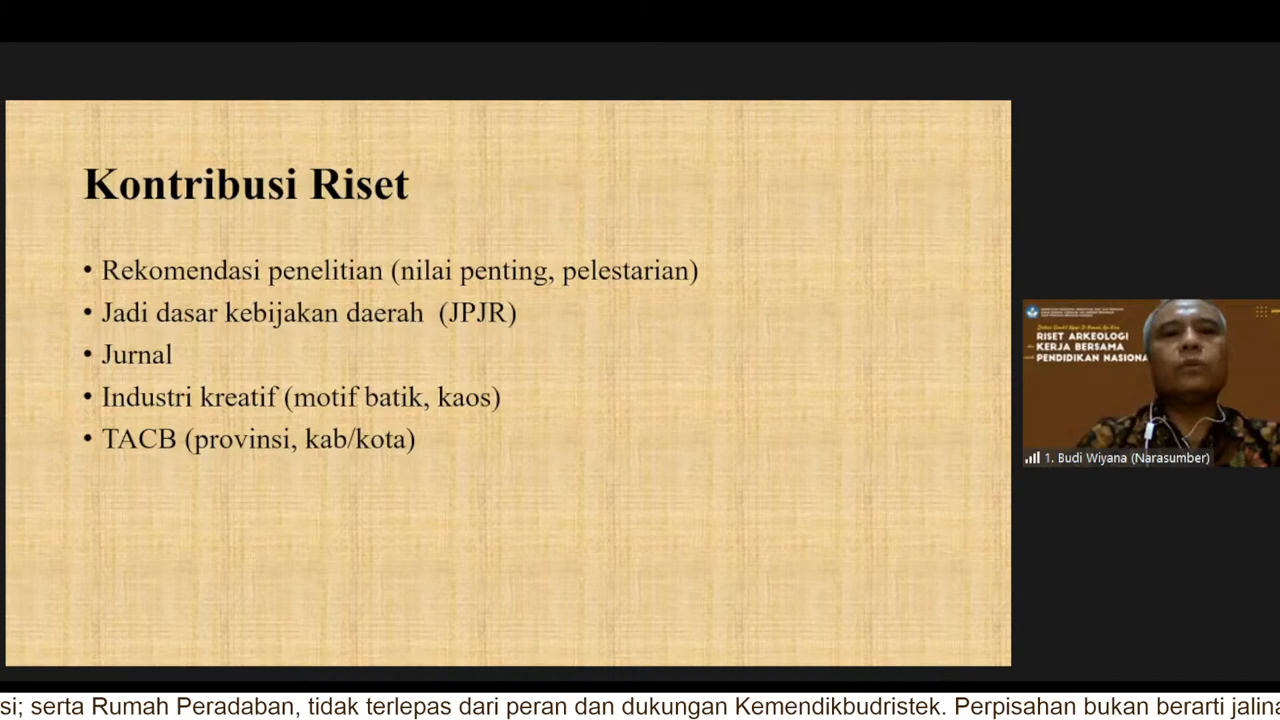 Kontribusi Riset
• Rekomendasi penelitian (nilai penting, pelestarian)
• Jadi dasar kebijakan daerah (JPJR)
• Jurnal
• Industri kreatif (motif batik, kaos)
• TACB (provinsi, kab/kota)
RISET ARKEOLOGI
KERJA BERSAMA
PENDIDIKAN NASIONA
1. Budi Wiyana (Narasumber)
si; serta Rumah Peradaban, tidak terlepas dari peran dan dukungan Kemendikbudristek. Perpisahan bukan berarti jalina